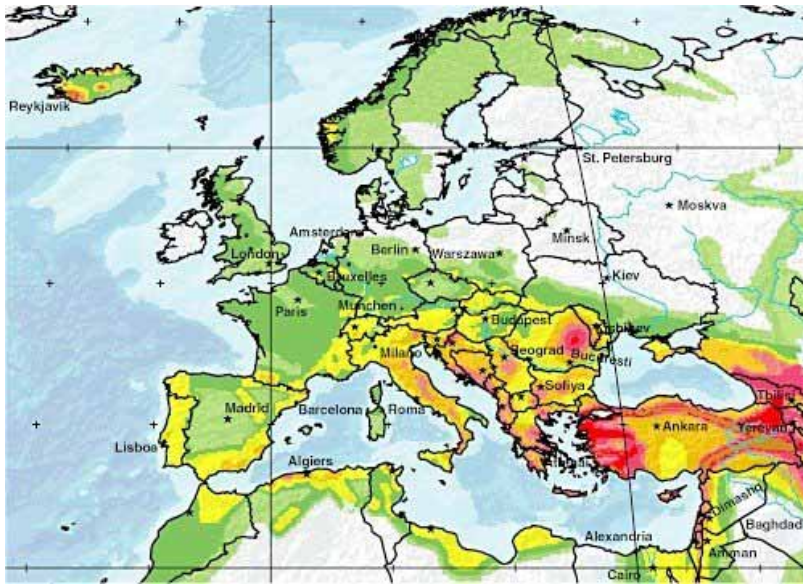 Reykjavik
St. Petersburg
Moskva
Minsk
Amsterdam
London
Berlin
Warszawa
Bruxelles
Kiev
Paris
Munchen
Budapest
Milano
Beograd
Bucuresti
Sofiya
Tbilisi
Madrid
Barcelona
Roma
Ankara
Yerevan
Lisboa
Algiers
Dimashq
Alexandria
Baghdad
Amman
Cairo